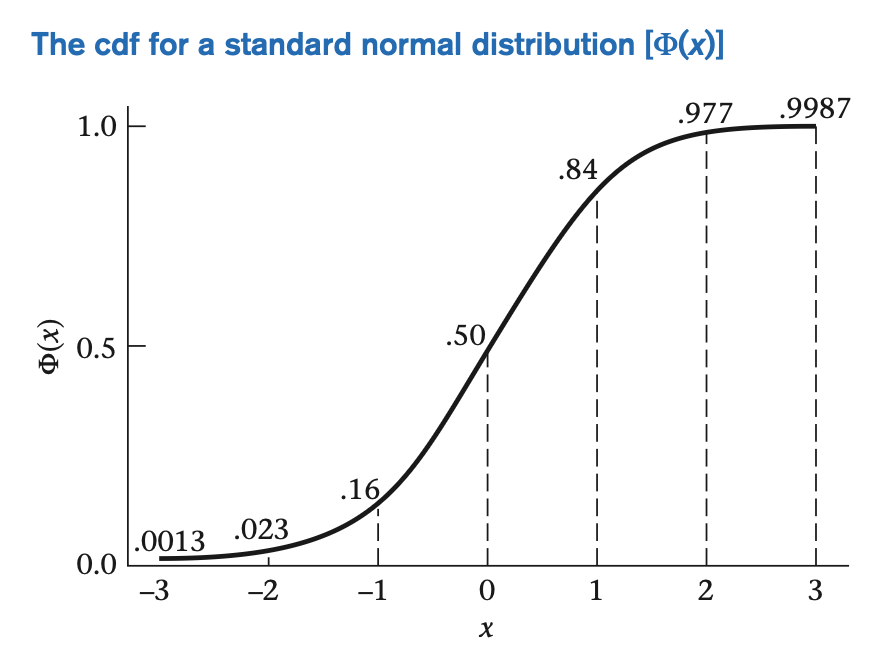 The cdf for a standard normal distribution [Φ(x)]
.977 .9987
1.0
.84
.50
0.5
Φ(x)
.16
.023
.0013
0.0
–3 –2 –1 0 1 2 3
x